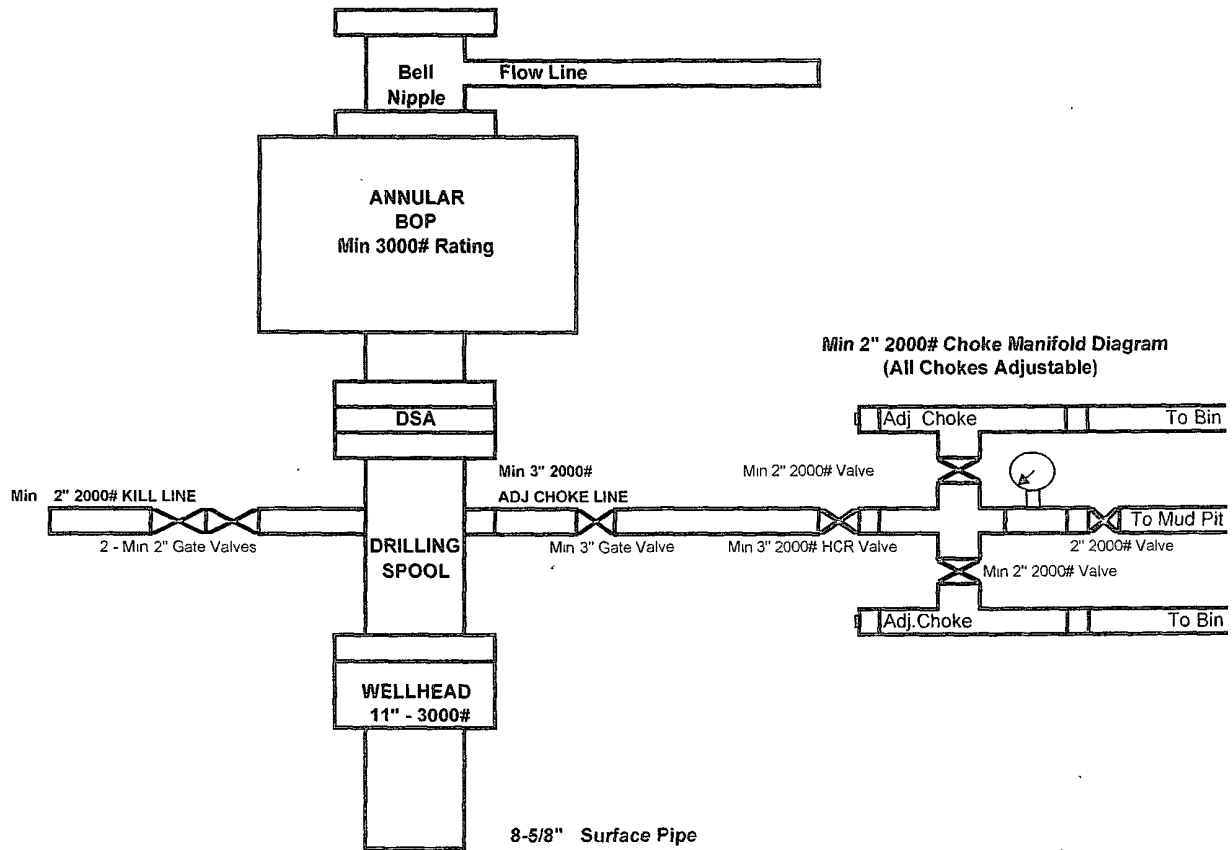 Bell
Nipple
Flow Line
ANNULAR
BOP
Min 3000# Rating
DSA
Min 2" 2000# Choke Manifold Diagram
(All Chokes Adjustable)
Adj Choke
To Bin
Min 3" 2000#
ADJ CHOKE LINE
Min 2" 2000# Valve
Min 2" 2000# KILL LINE
To Mud Pit
2 - Min 2" Gate Valves
DRILLING
SPOOL
Min 3" Gate Valve
Min 3" 2000# HCR Valve
2" 2000# Valve
Min 2" 2000# Valve
Adj. Choke
To Bin
WELLHEAD
11" - 3000#
8-5/8" Surface Pipe